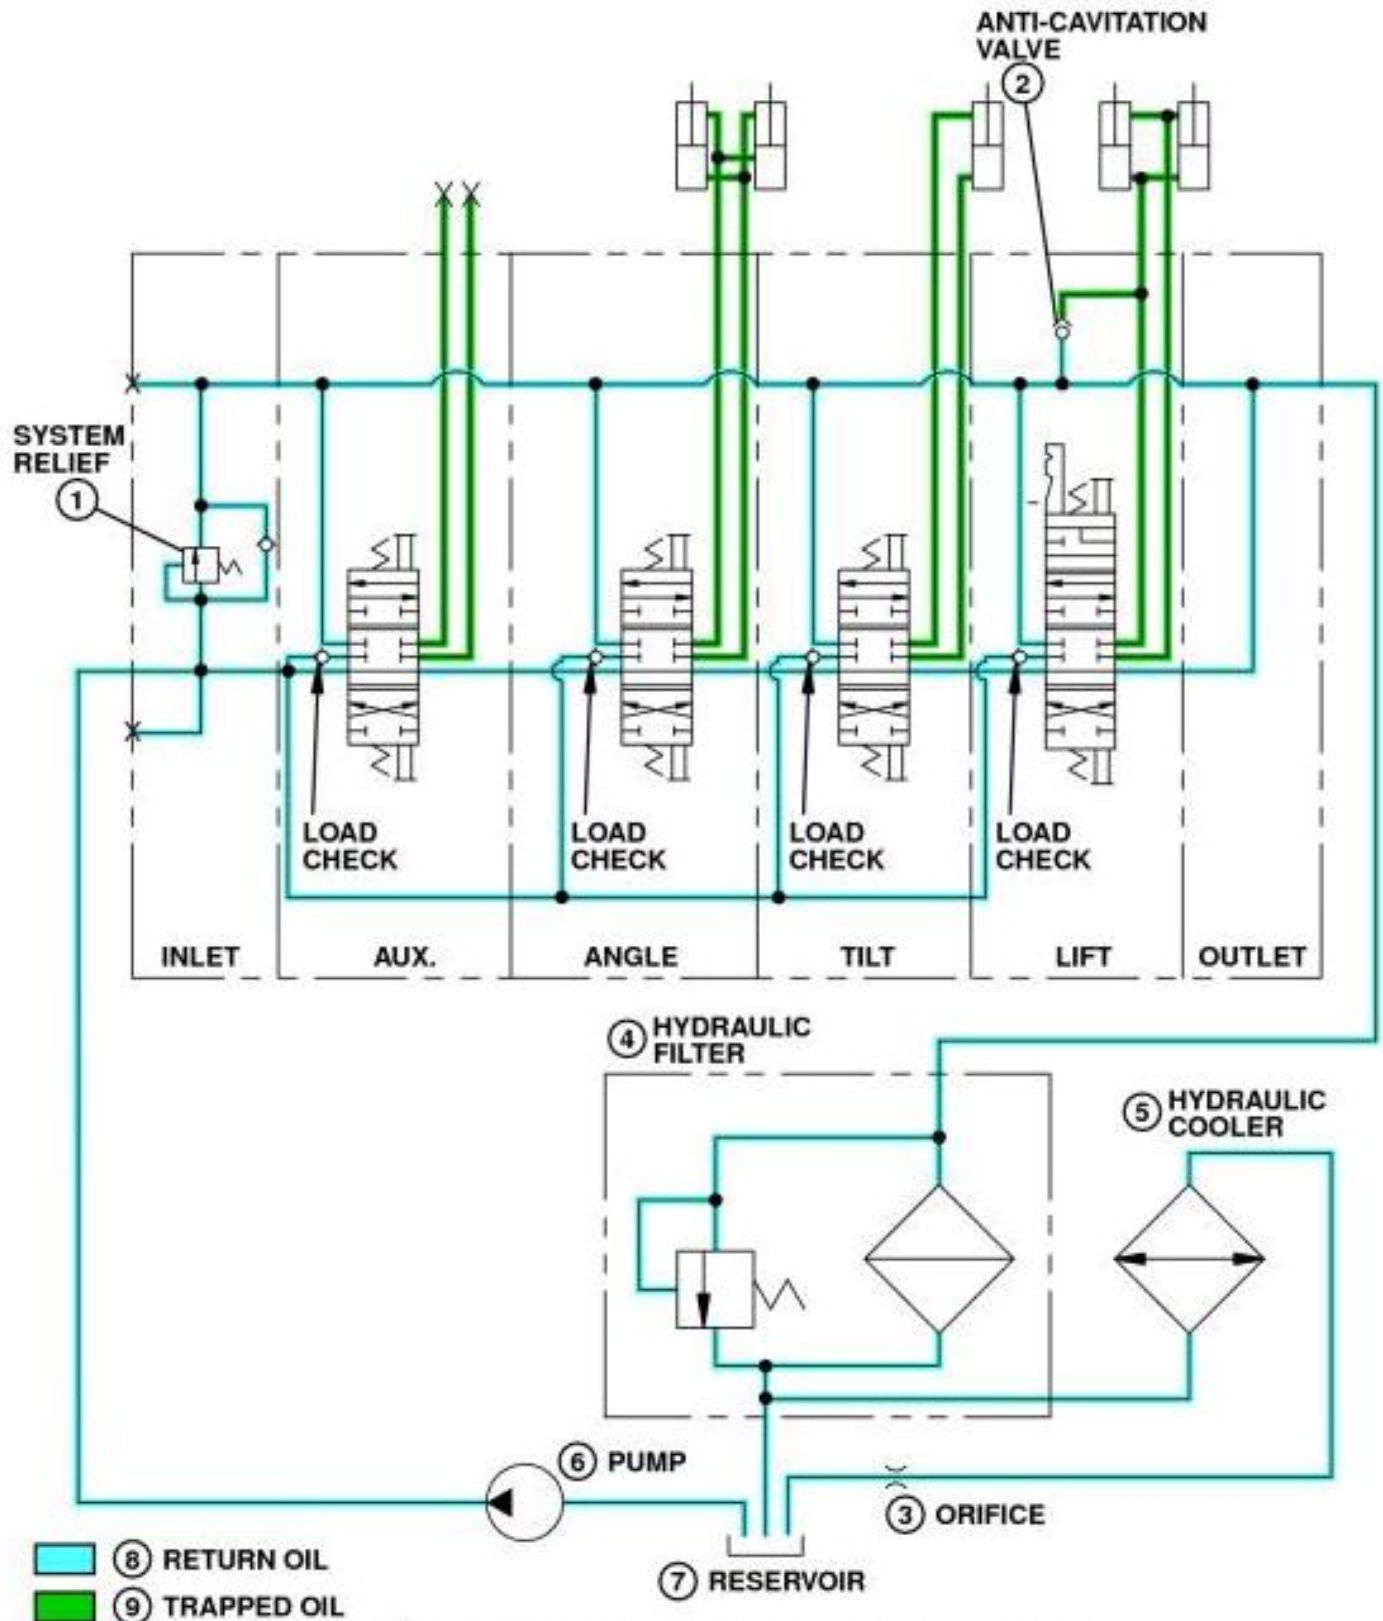 ANTI-CAVITATION
VALVE
2
SYSTEM
RELIEF
1
LOAD
CHECK
LOAD
CHECK
LOAD
CHECK
LOAD
CHECK
INLET
AUX.
ANGLE
TILT
LIFT
OUTLET
4 HYDRAULIC
FILTER
5 HYDRAULIC
COOLER
6 PUMP
3 ORIFICE
7 RESERVOIR
8 RETURN OIL
9 TRAPPED OIL